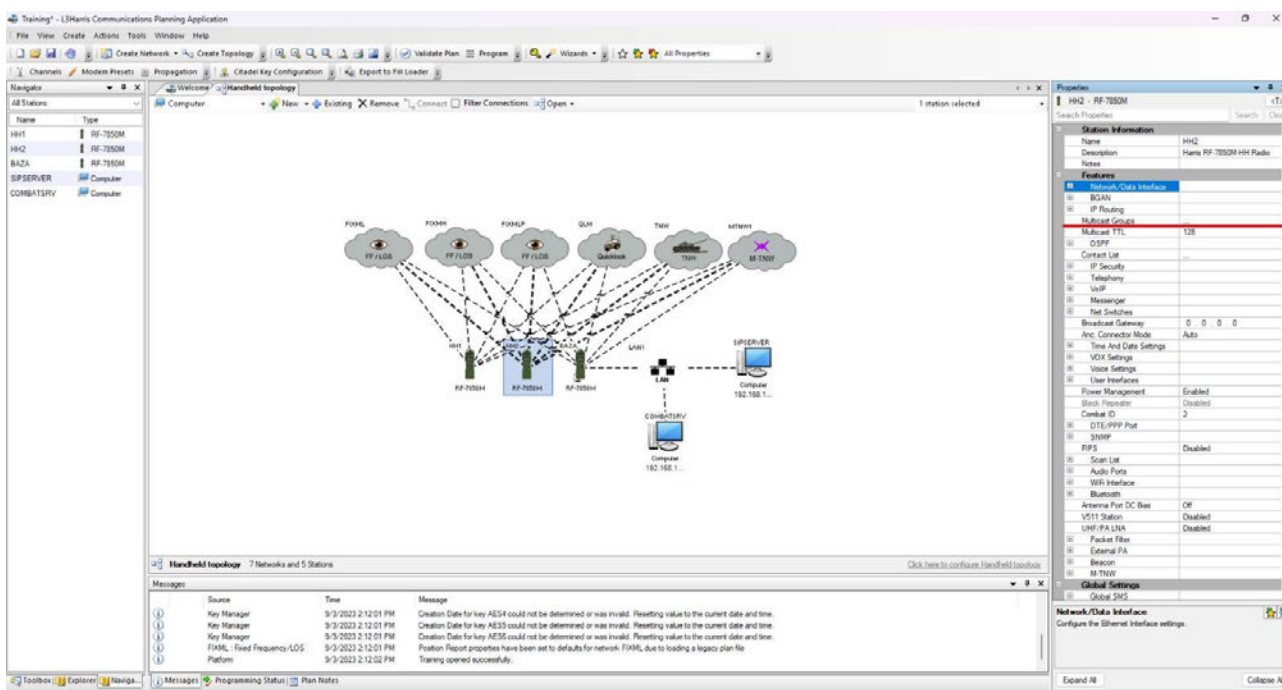 Training* - L3Harris Communications Planning Application
File View Create Actions Tools Window Help
Create Network Create Topology Validate Plan Program Wizards All Properties
Channels Modem Presets Propagation Citadel Key Configuration Export to Fill Loader
Navigator
All Stations
Name Type
HH1 RF-7850M
HH2 RF-7850M
BAZA RF-7850M
SIPSERVER Computer
COMBATSRV Computer
Welcome Handheld topology
Computer New Existing Remove Connect Filter Connections Open 1 station selected
FIXML FIXMH FIXMLP QLM TNW MTNW1
FF/LOS FF/LOS FF/LOS Quicklook TNW M-TNW
HH1 HH2 BAZA LAN1 SIPSERVER
RF-7850M RF-7850M RF-7850M LAN Computer
192.168.1...
COMBATSRV
Computer
192.168.1...
Handheld topology 7 Networks and 5 Stations Click here to configure Handheld topology
Messages
Source Time Message
Key Manager 9/3/2023 2:12:01 PM Creation Date for key AES4 could not be determined or was invalid. Resetting value to the current date and time.
Key Manager 9/3/2023 2:12:01 PM Creation Date for key AES5 could not be determined or was invalid. Resetting value to the current date and time.
Key Manager 9/3/2023 2:12:01 PM Creation Date for key AES6 could not be determined or was invalid. Resetting value to the current date and time.
FIXML : Fixed Frequency/LOS 9/3/2023 2:12:01 PM Position Report properties have been set to defaults for network FIXML due to loading a legacy plan file
Platform 9/3/2023 2:12:02 PM Training opened successfully.
Toolbox Explorer Naviga... Messages Programming Status Plan Notes
Properties
HH2 - RF-7850M
Search Properties Search
Station Information
Name HH2
Description Harris RF-7850M-HH Radio
Notes
Features
Network/Data Interface
BGAN
IP Routing
Multicast Groups ...
Multicast TTL 128
OSPF
Contact List ...
IP Security
Telephony
VoIP
Messenger
Net Switches
Broadcast Gateway 0 . 0 . 0 . 0
Anc. Connector Mode Auto
Time And Date Settings
VOX Settings
Voice Settings
User Interfaces
Power Management Enabled
Black Repeater Disabled
Combat ID 2
DTE/PPP Port
SNMP
FIPS Disabled
Scan List
Audio Ports
WiFi Interface
Bluetooth
Antenna Port DC Bias Off
V511 Station Disabled
UHF/PA LNA Disabled
Packet Filter
External PA
Beacon
M-TNW
Global Settings
Global SMS
Network/Data Interface
Configure the Ethernet interface settings.
Expand All Collapse A